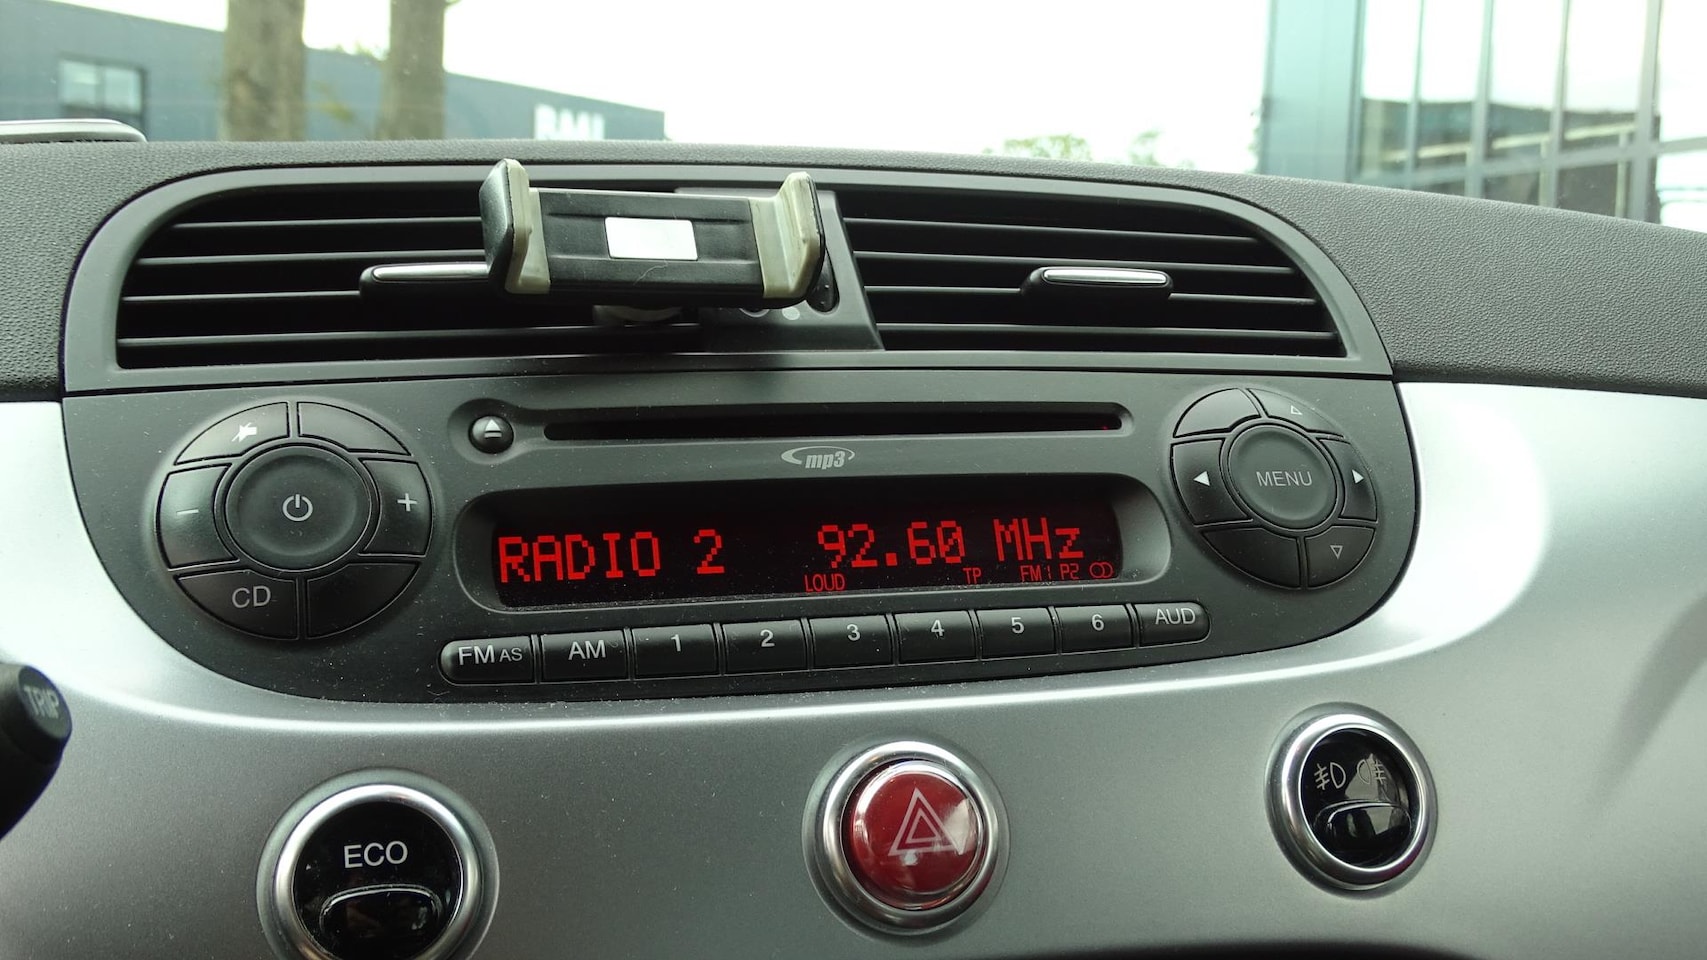 mp3
MENU
RADIO 2 92.60 MHz
LOUD TP FM1 P2
CD
FM AS AM 1 2 3 4 5 6 AUD
TRIP
ECO